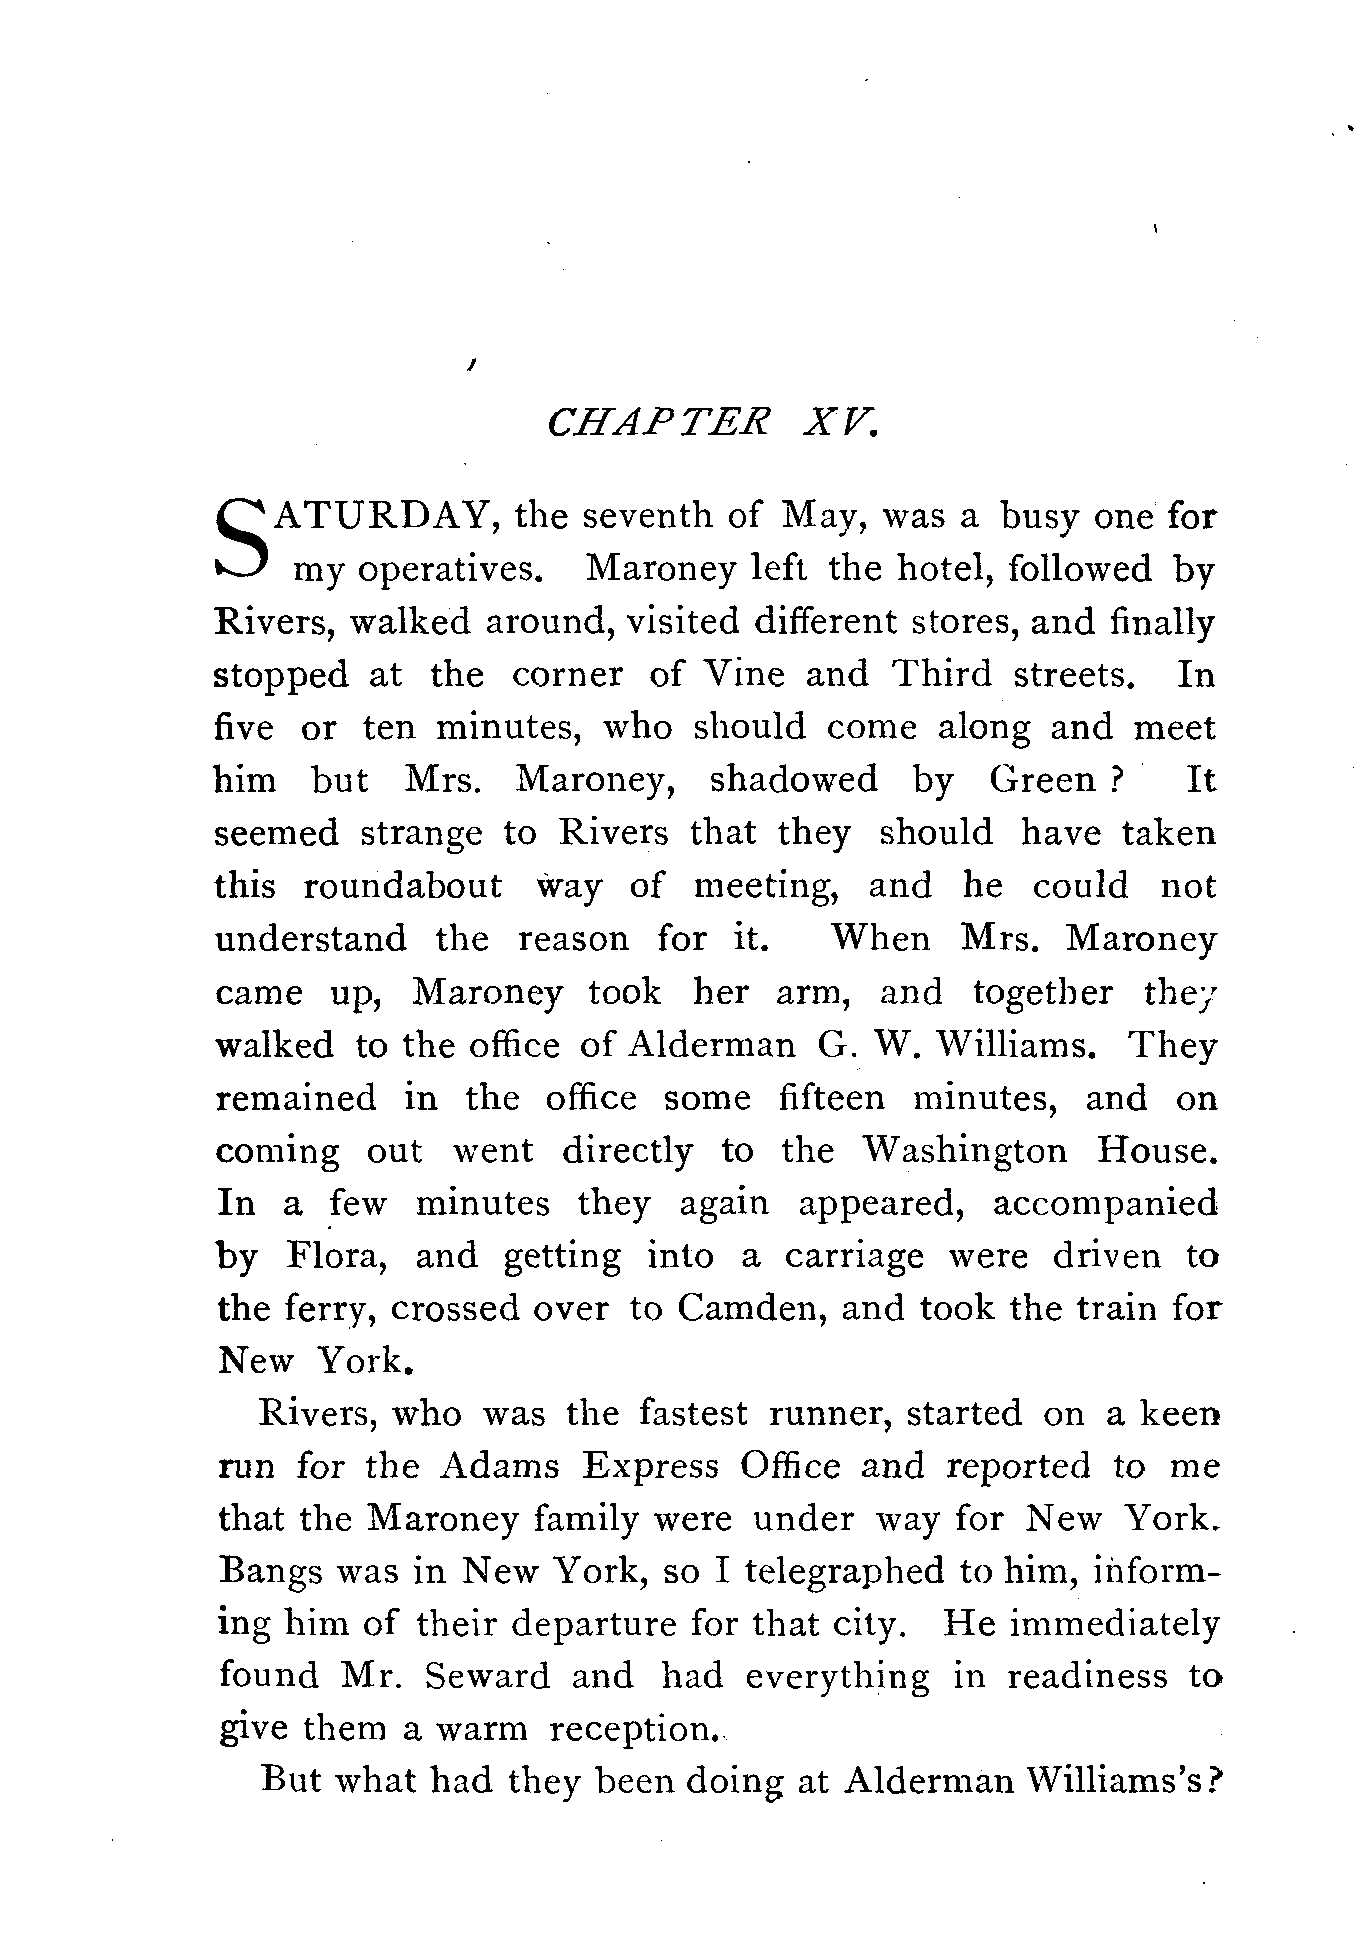 CHAPTER XV.
SATURDAY, the seventh of May, was a busy one for
my operatives. Maroney left the hotel, followed by
Rivers, walked around, visited different stores, and finally
stopped at the corner of Vine and Third streets. In
five or ten minutes, who should come along and meet
him but Mrs. Maroney, shadowed by Green ? It
seemed strange to Rivers that they should have taken
this roundabout way of meeting, and he could not
understand the reason for it. When Mrs. Maroney
came up, Maroney took her arm, and together they
walked to the office of Alderman G. W. Williams. They
remained in the office some fifteen minutes, and on
coming out went directly to the Washington House.
In a few minutes they again appeared, accompanied
by Flora, and getting into a carriage were driven to
the ferry, crossed over to Camden, and took the train for
New York.
Rivers, who was the fastest runner, started on a keen
run for the Adams Express Office and reported to me
that the Maroney family were under way for New York.
Bangs was in New York, so I telegraphed to him, inform-
ing him of their departure for that city. He immediately
found Mr. Seward and had everything in readiness to
give them a warm reception.
But what had they been doing at Alderman Williams's?